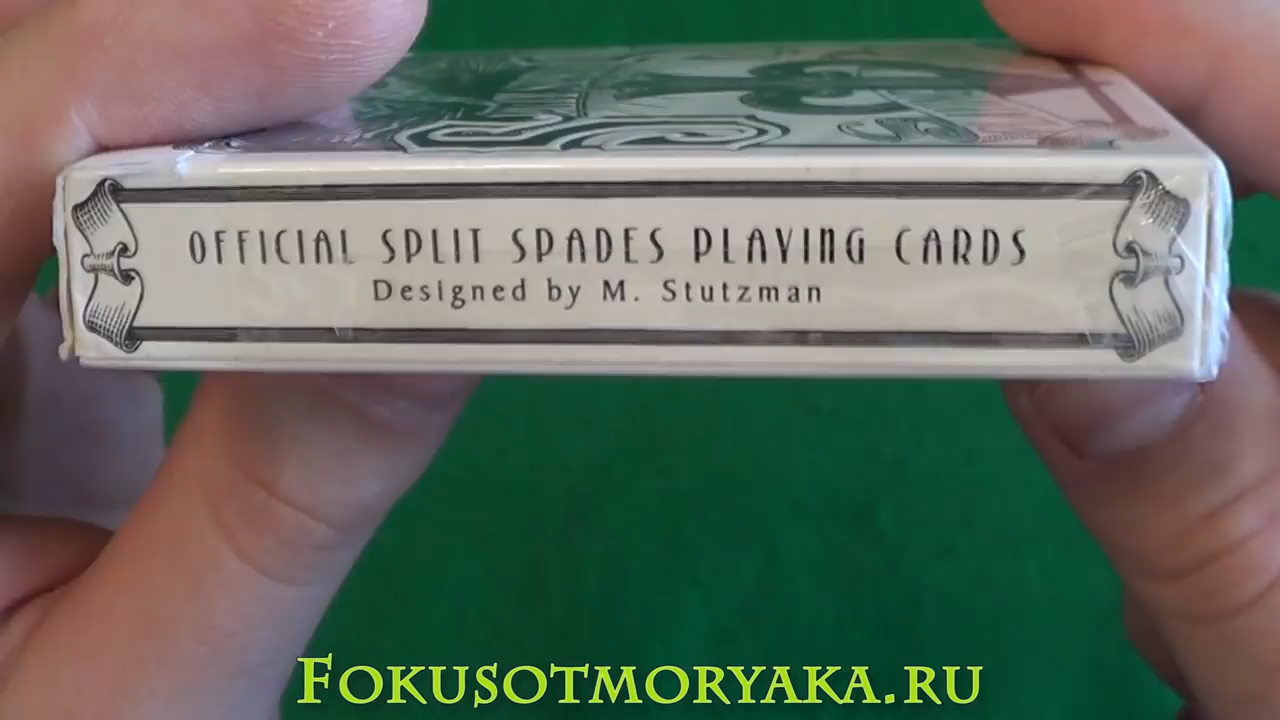 OFFICIAL SPLIT SPADES PLAYING CARDS
Designed by M. Stutzman
FOKUSOTMORYAKA.RU